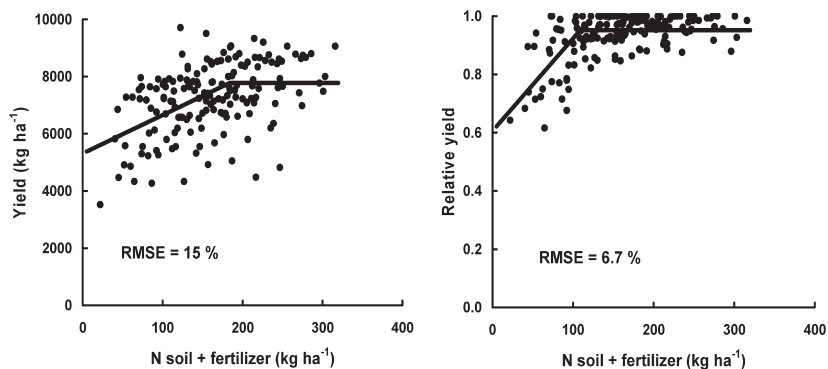 10000
8000
6000
4000
2000
0
0 100 200 300 400
Yield (kg ha⁻¹)
RMSE = 15 %
N soil + fertilizer (kg ha⁻¹)
1.0
0.8
0.6
0.4
0.2
0.0
0 100 200 300 400
Relative yield
RMSE = 6.7 %
N soil + fertilizer (kg ha⁻¹)